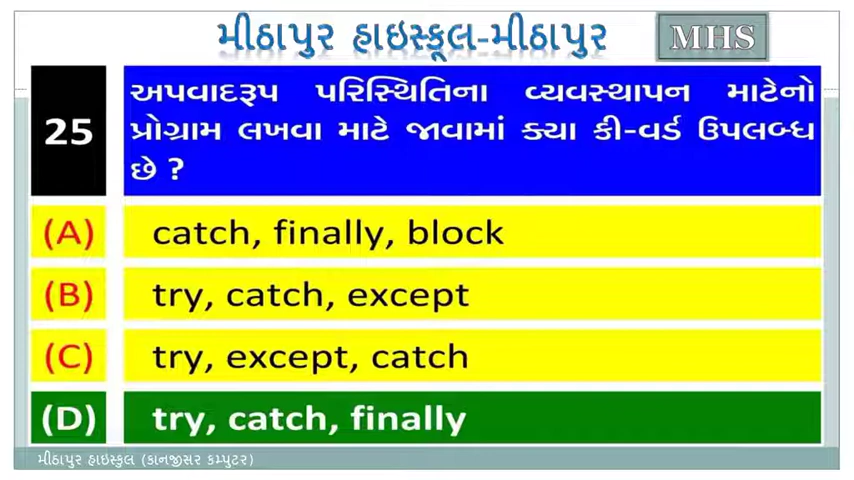 મીઠાપુર હાઇસ્કૂલ-મીઠાપુર MHS
25 અપવાદરૂપ પરિસ્થિતિના વ્યવસ્થાપન માટેનો
પ્રોગ્રામ લખવા માટે જાવામાં ક્યા કી-વર્ડ ઉપલબ્ધ
છે ?
(A) catch, finally, block
(B) try, catch, except
(C) try, except, catch
(D) try, catch, finally
મીઠાપુર હાઇસ્કુલ (કાનજીસર કમ્પુટર)